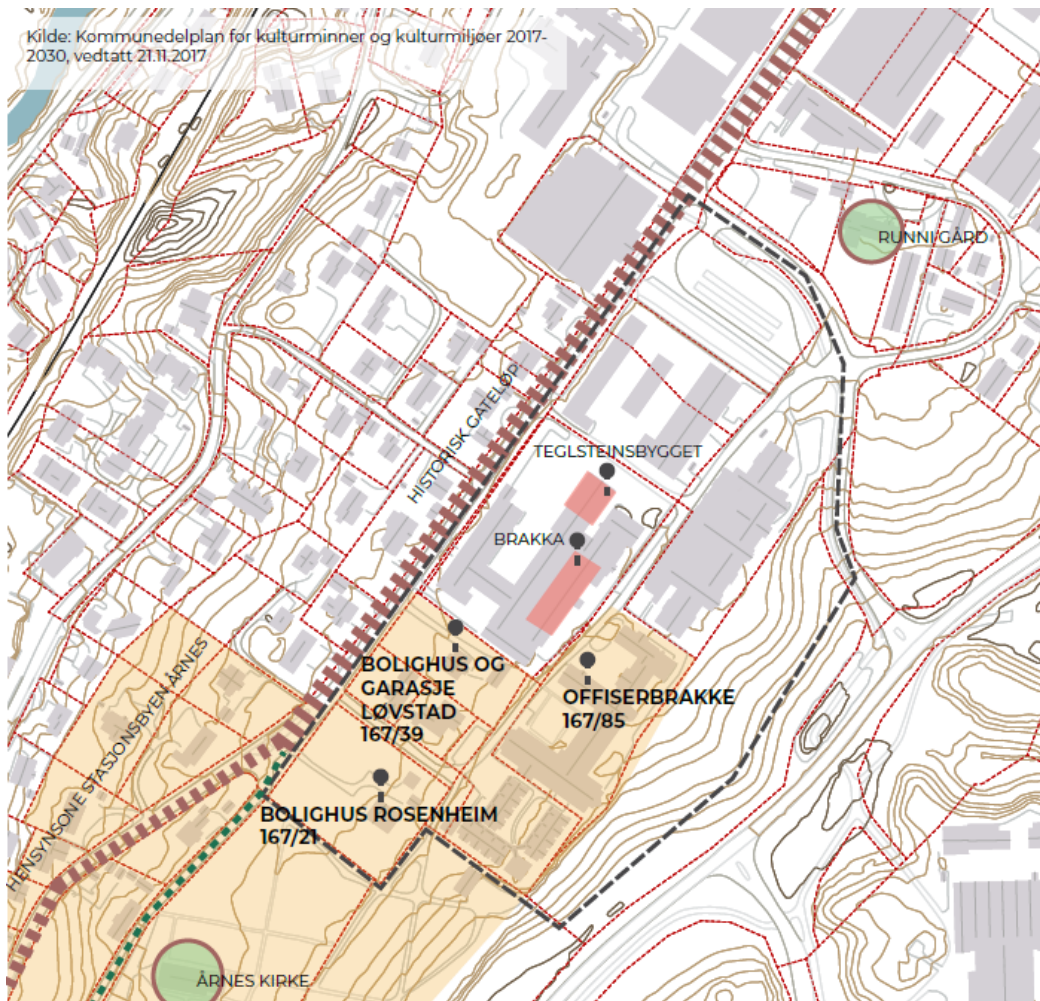 Kilde: Kommunedelplan for kulturminner og kulturmiljøer 2017-
2030, vedtatt 21.11.2017
RUNNI GÅRD
HISTORISK GATELØP
TEGLSTEINSBYGGET
BRAKKA
BOLIGHUS OG
GARASJE
LØVSTAD
167/39
OFFISERBRAKKE
167/85
HENSYNSONE STASJONSBYEN ÅRNES
BOLIGHUS ROSENHEIM
167/21
ÅRNES KIRKE